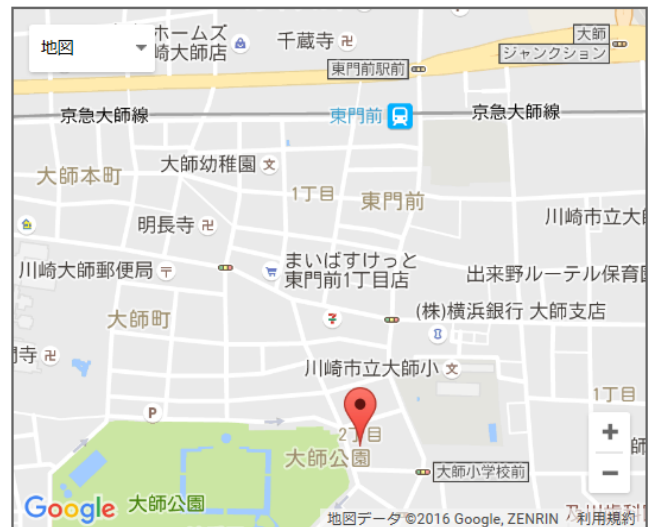 地図
ホームズ
崎大師店
千蔵寺
大師
ジャンクション
東門前駅前
京急大師線
東門前
京急大師線
大師幼稚園
大師本町
1丁目
東門前
明長寺
川崎市立大
まいばすけっと
東門前1丁目店
川崎大師郵便局
出来野ルーテル保育
(株)横浜銀行 大師支店
大師町
寺
川崎市立大師小
1丁目
P
2丁目
大師公園
+
師
大師小学校前
−
Google
大師公園
地図データ ©2016 Google, ZENRIN
利用規約